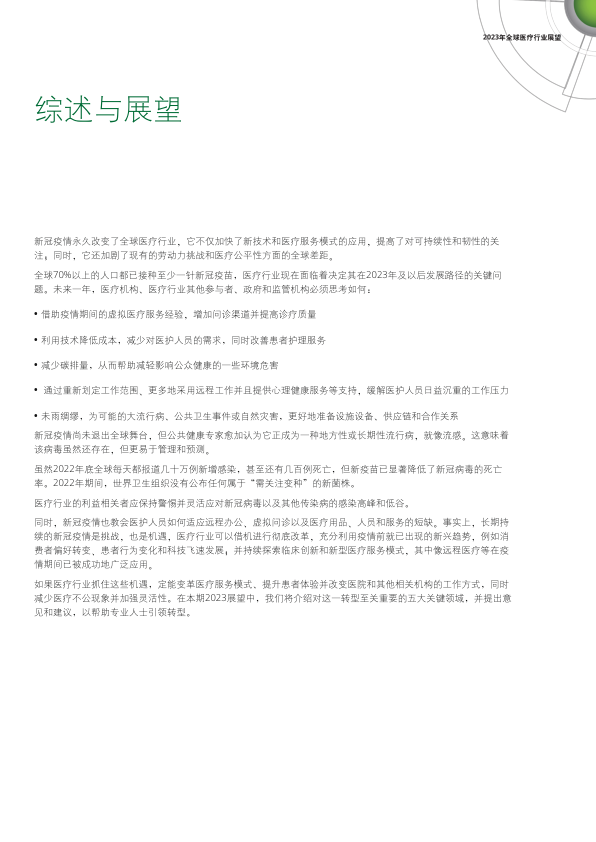 2023年全球医疗行业展望
综述与展望
新冠疫情永久改变了全球医疗行业，它不仅加快了新技术和医疗服务模式的应用，提高了对可持续性和韧性的关
注；同时，它还加剧了现有的劳动力挑战和医疗公平性方面的全球差距。
全球70%以上的人口都已接种至少一针新冠疫苗，医疗行业现在面临着决定其在2023年及以后发展路径的关键问
题。未来一年，医疗机构、医疗行业其他参与者、政府和监管机构必须思考如何：
• 借助疫情期间的虚拟医疗服务经验，增加问诊渠道并提高诊疗质量
• 利用技术降低成本，减少对医护人员的需求，同时改善患者护理服务
• 减少碳排量，从而帮助减轻影响公众健康的一些环境危害
• 通过重新划定工作范围、更多地采用远程工作并且提供心理健康服务等支持，缓解医护人员日益沉重的工作压力
• 未雨绸缪，为可能的大流行病、公共卫生事件或自然灾害，更好地准备设施设备、供应链和合作关系
新冠疫情尚未退出全球舞台，但公共健康专家愈加认为它正成为一种地方性或长期性流行病，就像流感。这意味着
该病毒虽然还存在，但更易于管理和预测。
虽然2022年底全球每天都报道几十万例新增感染，甚至还有几百例死亡，但新疫苗已显著降低了新冠病毒的死亡
率。2022年期间，世界卫生组织没有公布任何属于“需关注变种”的新菌株。
医疗行业的利益相关者应保持警惕并灵活应对新冠病毒以及其他传染病的感染高峰和低谷。
同时，新冠疫情也教会医护人员如何适应远程办公、虚拟问诊以及医疗用品、人员和服务的短缺。事实上，长期持
续的新冠疫情是挑战，也是机遇，医疗行业可以借机进行彻底改革，充分利用疫情前就已出现的新兴趋势，例如消
费者偏好转变、患者行为变化和科技飞速发展；并持续探索临床创新和新型医疗服务模式，其中像远程医疗等在疫
情期间已被成功地广泛应用。
如果医疗行业抓住这些机遇，定能变革医疗服务模式、提升患者体验并改变医院和其他相关机构的工作方式，同时
减少医疗不公现象并加强灵活性。在本期2023展望中，我们将介绍对这一转型至关重要的五大关键领域，并提出意
见和建议，以帮助专业人士引领转型。